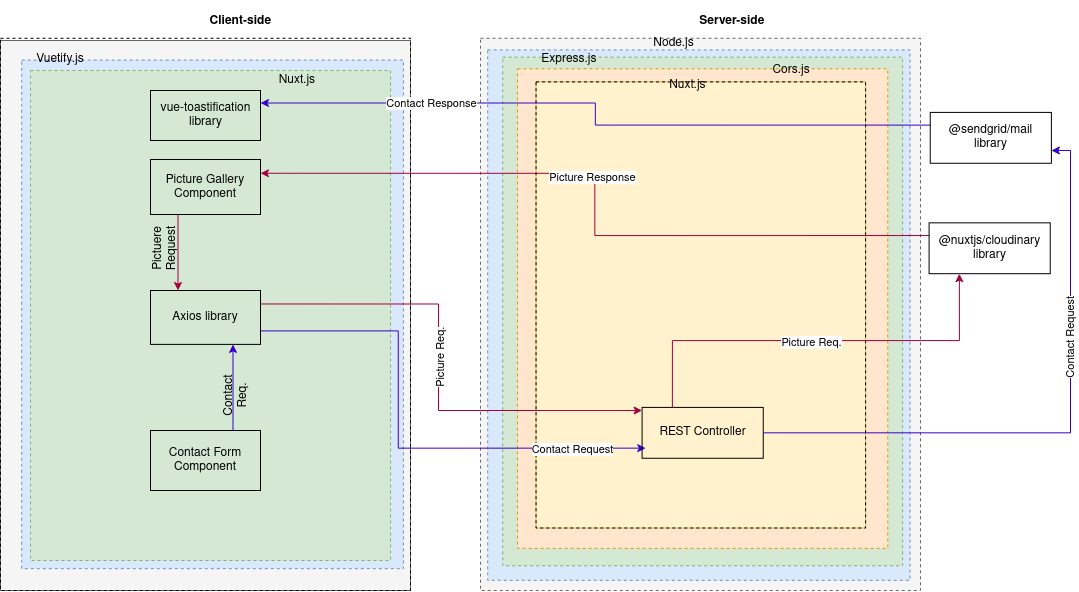 Client-side
Server-side
Node.js
Vuetify.js
Express.js
Cors.js
Nuxt.js
Nuxt.js
vue-toastification
library
Contact Response
@sendgrid/mail
library
Picture Gallery
Component
Picture Response
Pictuere
Request
@nuxtjs/cloudinary
library
Axios library
Picture Req.
Picture Req.
Contact Request
Contact
Req.
REST Controller
Contact Form
Component
Contact Request